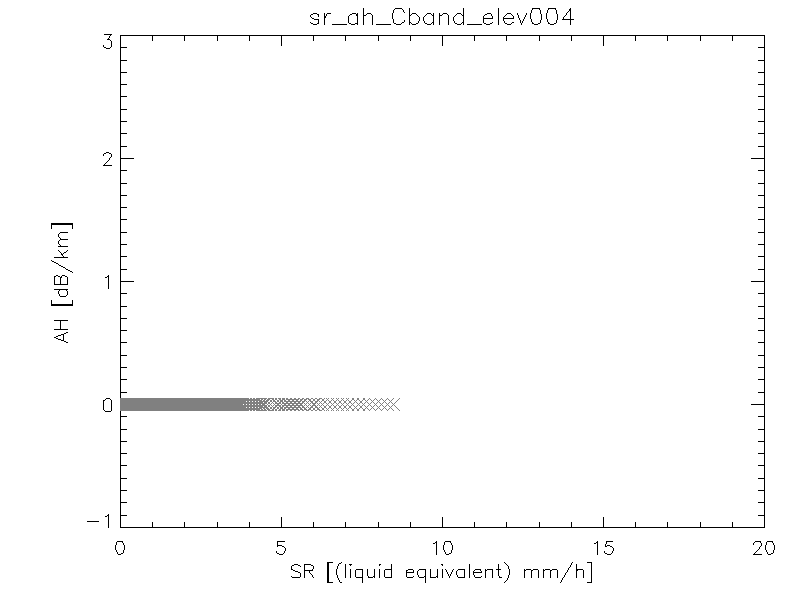 sr_ah_Cband_elev004
3
2
1
0
-1
AH [dB/km]
0 5 10 15 20
SR [(liquid equivalent) mm/h]